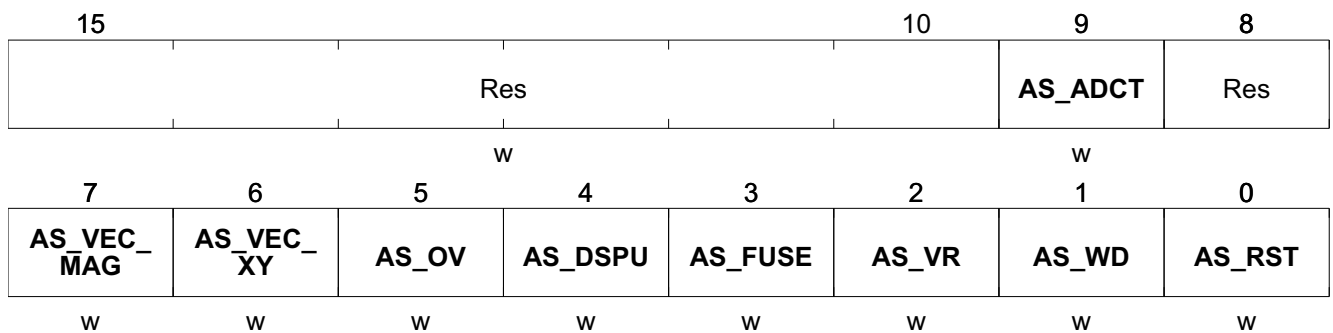 15 10 9 8
Res AS_ADCT Res
w w
7 6 5 4 3 2 1 0
AS_VEC_ AS_VEC_
MAG XY AS_OV AS_DSPU AS_FUSE AS_VR AS_WD AS_RST
w w w w w w w w